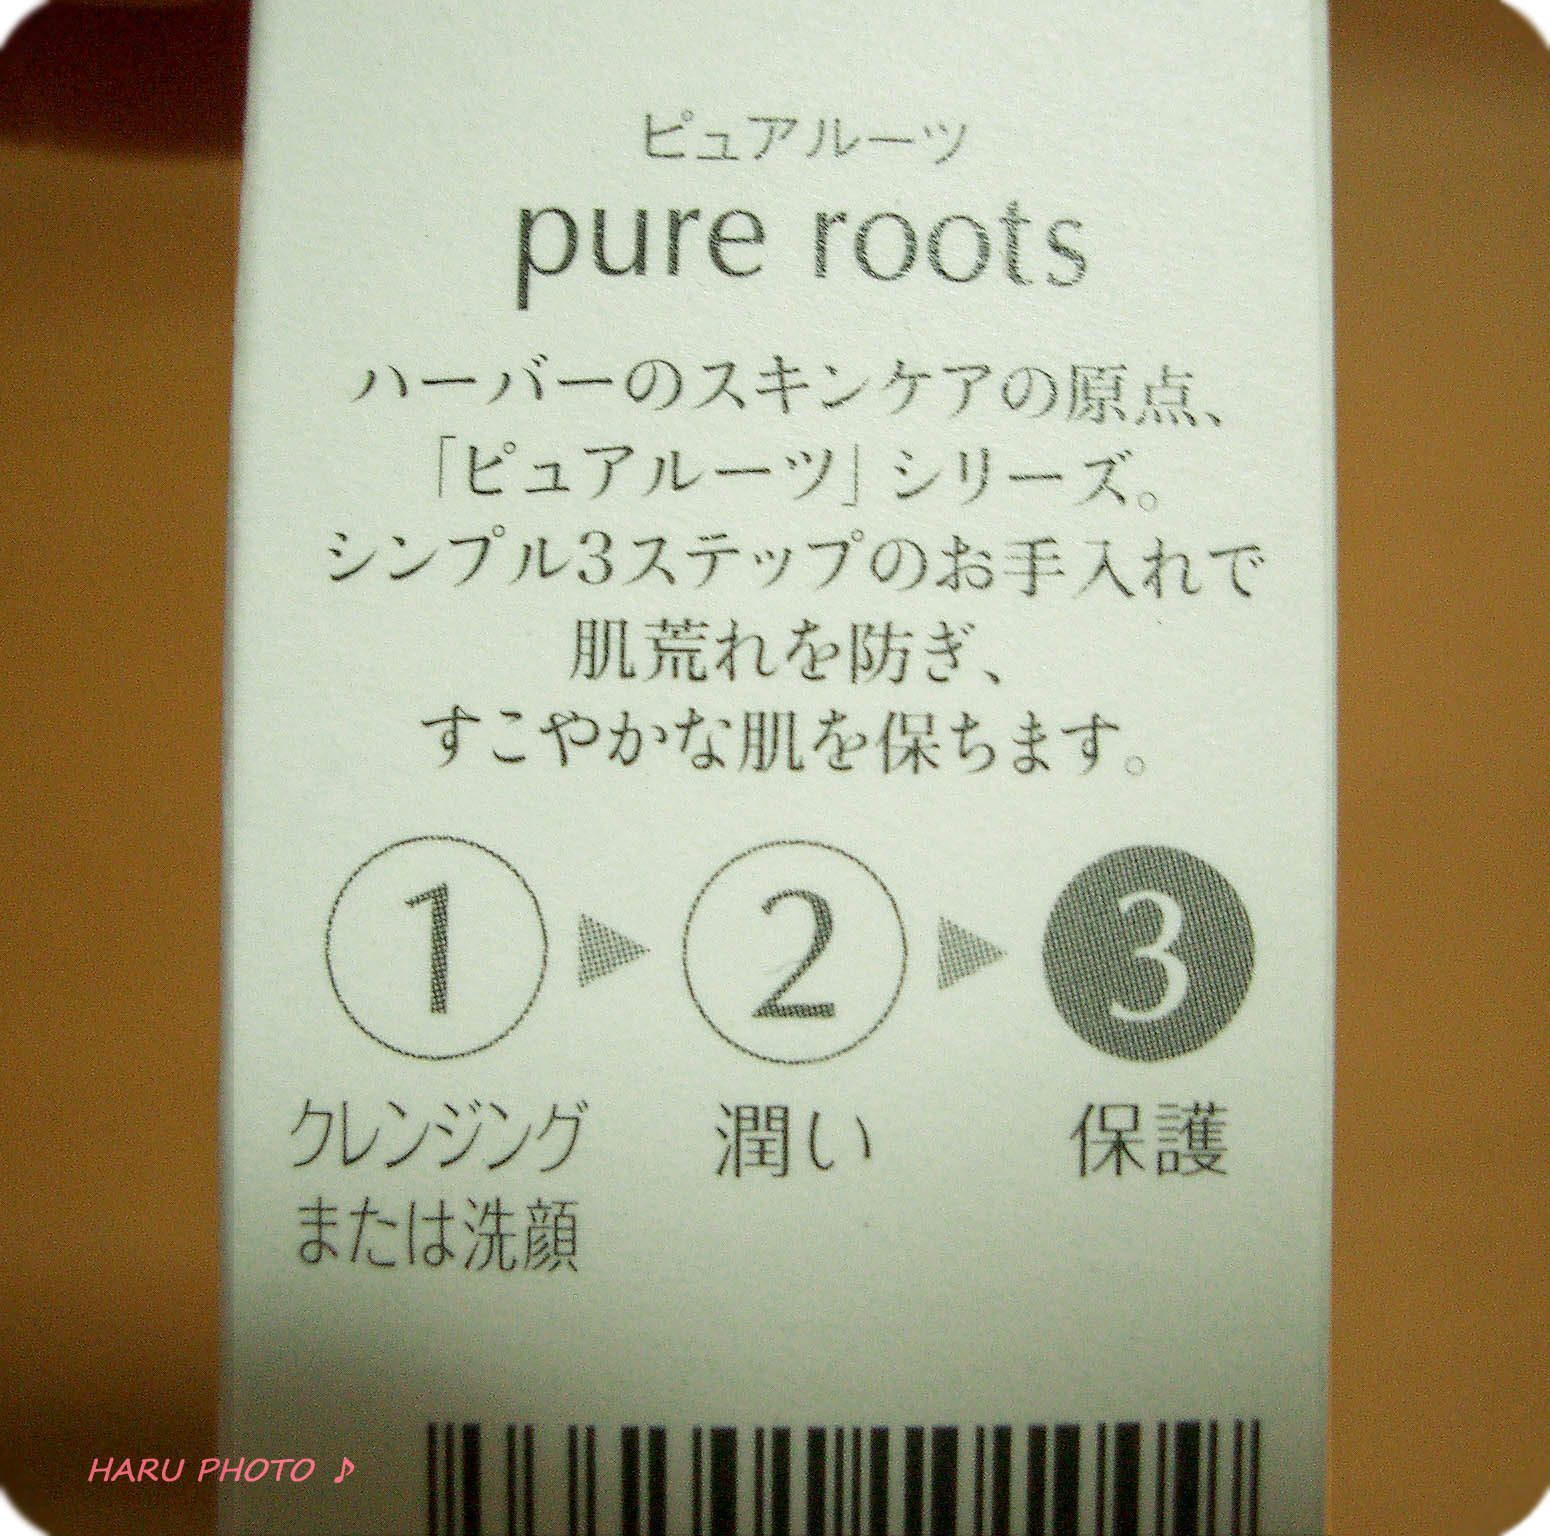 ピュアルーツ
pure roots
ハーバーのスキンケアの原点、
「ピュアルーツ」シリーズ。
シンプル3ステップのお手入れで
肌荒れを防ぎ、
すこやかな肌を保ちます。
1 ▶ 2 ▶ 3
クレンジング 潤い 保護
または洗顔
HARU PHOTO ♪